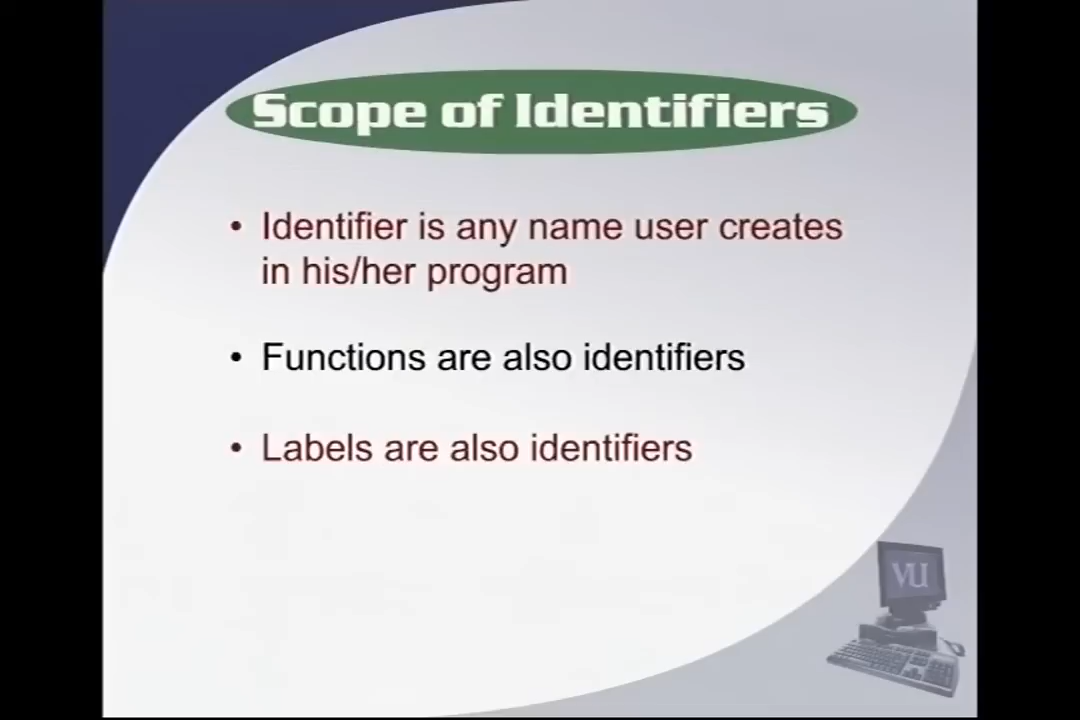 Scope of Identifiers
• Identifier is any name user creates
in his/her program
• Functions are also identifiers
• Labels are also identifiers
VU